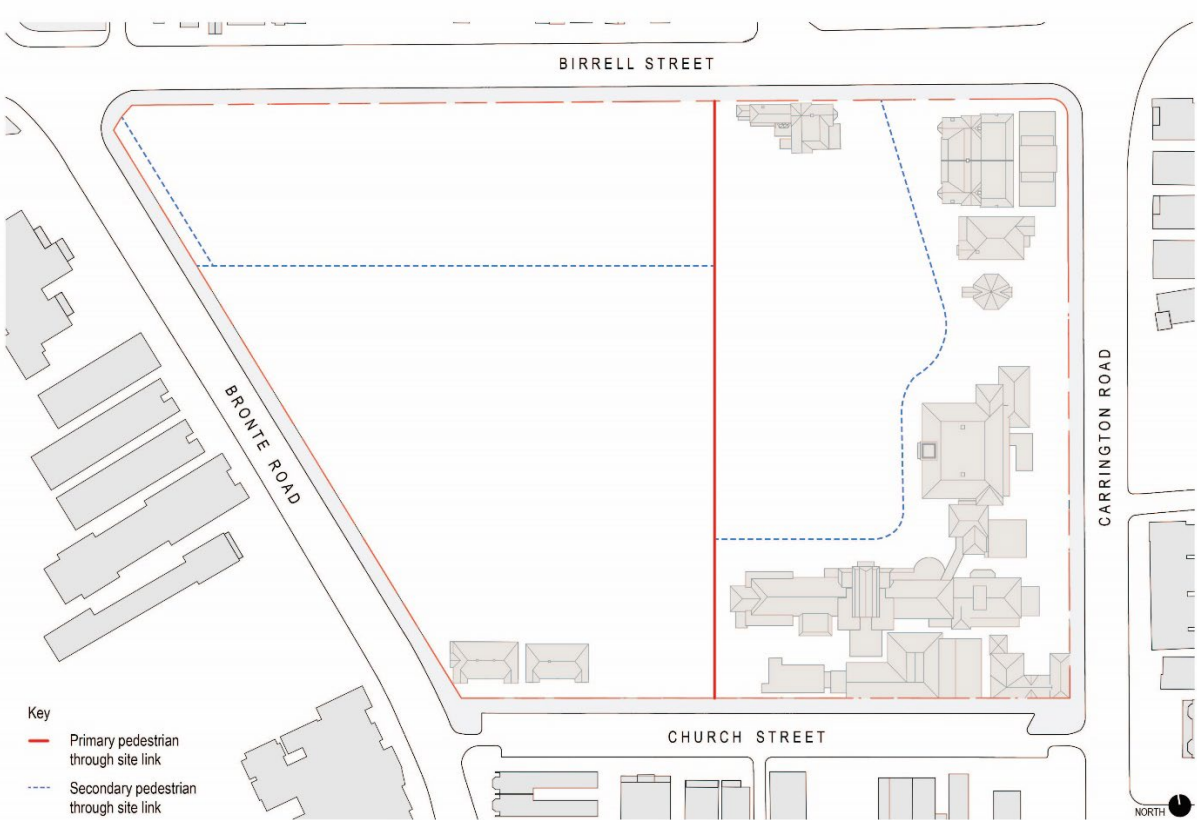 BIRRELL STREET
BRONTE ROAD
CARRINGTON ROAD
CHURCH STREET
Key
Primary pedestrian
through site link
Secondary pedestrian
through site link
NORTH